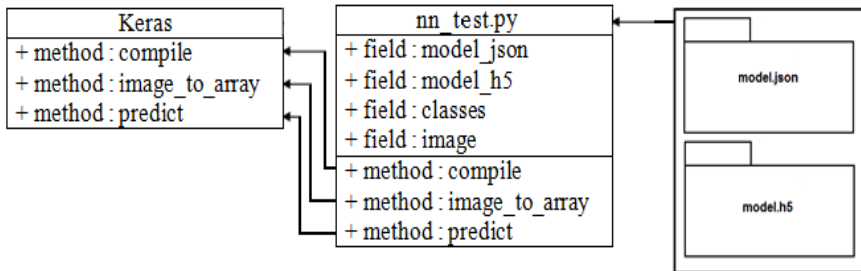 Keras
+ method : compile
+ method : image_to_array
+ method : predict
nn_test.py
+ field : model_json
+ field : model_h5
+ field : classes
+ field : image
+ method : compile
+ method : image_to_array
+ method : predict
model.json
model.h5